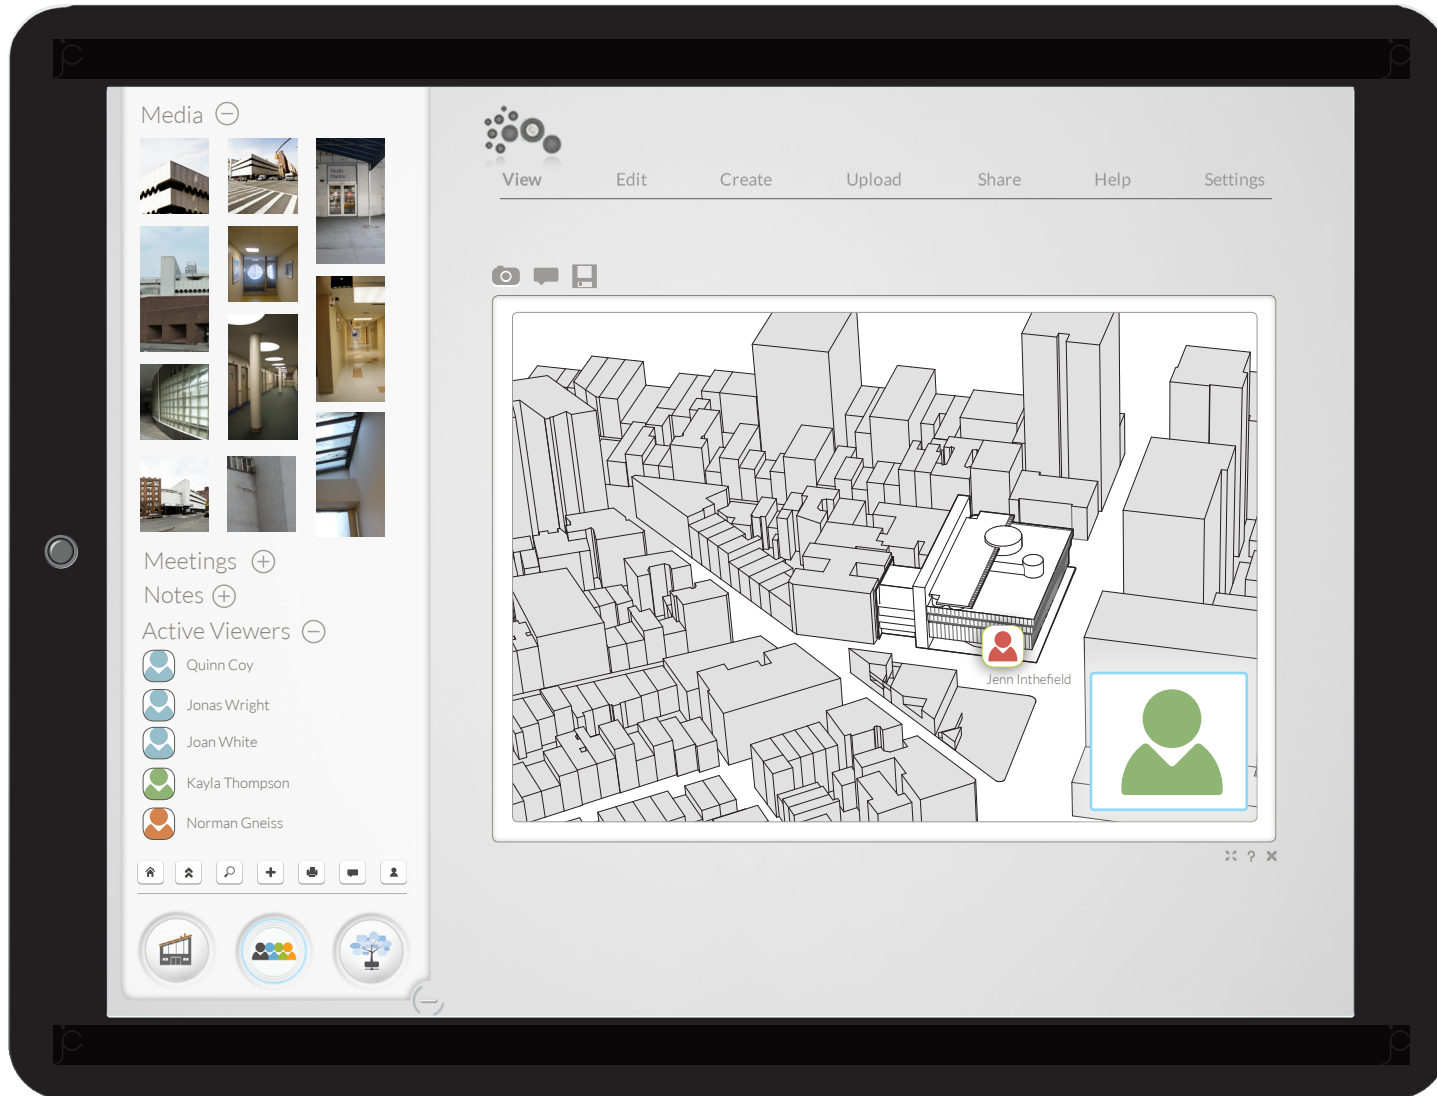 Media
Meetings
Notes
Active Viewers
Quinn Coy
Jonas Wright
Joan White
Kayla Thompson
Norman Gneiss
View Edit Create Upload Share Help Settings
Jenn Inthefield
?